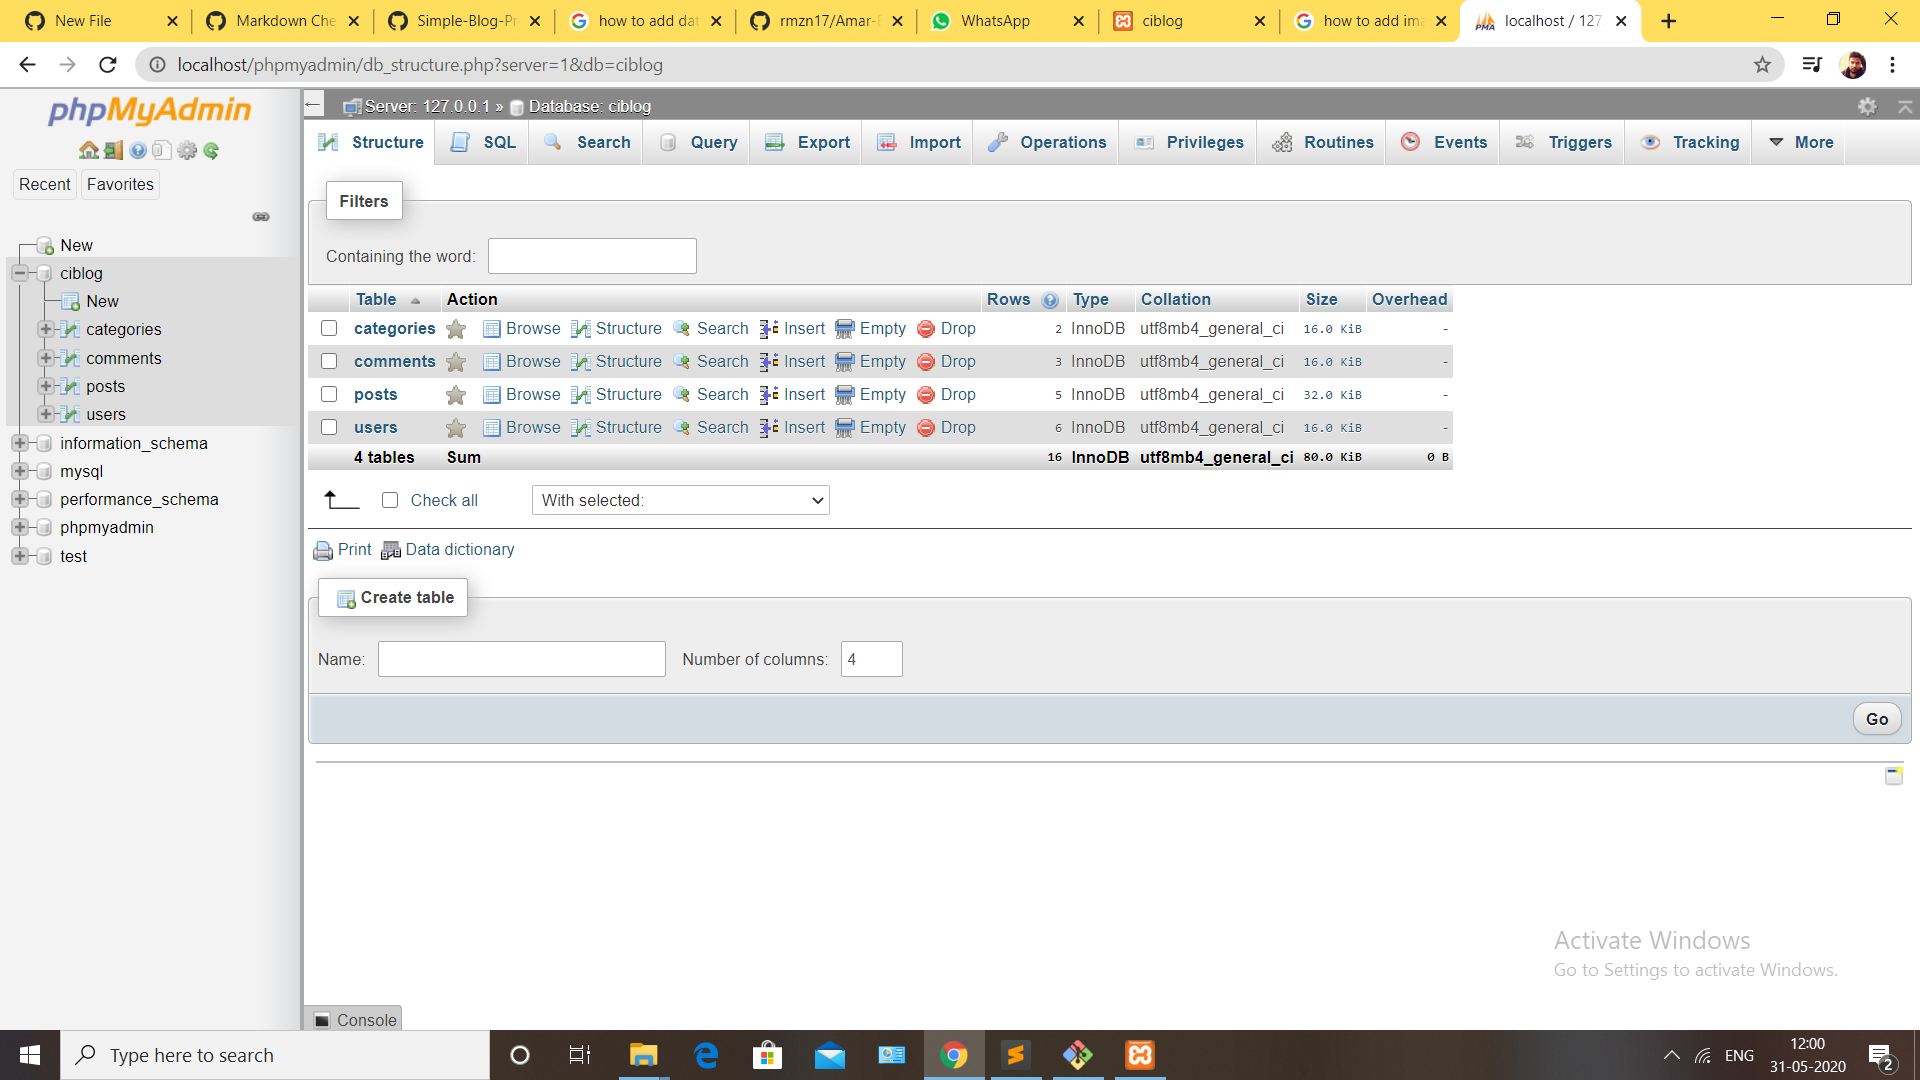 New File
Markdown Che
Simple-Blog-Pr
how to add dat
rmzn17/Amar-
WhatsApp
ciblog
how to add ima
localhost / 127.
localhost/phpmyadmin/db_structure.php?server=1&db=ciblog
phpMyAdmin
Recent Favorites
New
ciblog
New
categories
comments
posts
users
information_schema
mysql
performance_schema
phpmyadmin
test
Server: 127.0.0.1 » Database: ciblog
Structure SQL Search Query Export Import Operations Privileges Routines Events Triggers Tracking More
Filters
Containing the word:
Table Action Rows Type Collation Size Overhead
categories Browse Structure Search Insert Empty Drop 2 InnoDB utf8mb4_general_ci 16.0 KiB -
comments Browse Structure Search Insert Empty Drop 3 InnoDB utf8mb4_general_ci 16.0 KiB -
posts Browse Structure Search Insert Empty Drop 5 InnoDB utf8mb4_general_ci 32.0 KiB -
users Browse Structure Search Insert Empty Drop 6 InnoDB utf8mb4_general_ci 16.0 KiB -
4 tables Sum 16 InnoDB utf8mb4_general_ci 80.0 KiB 0 B
Check all With selected:
Print Data dictionary
Create table
Name: Number of columns: 4
Go
Activate Windows
Go to Settings to activate Windows.
Console
Type here to search
ENG
12:00
31-05-2020
2